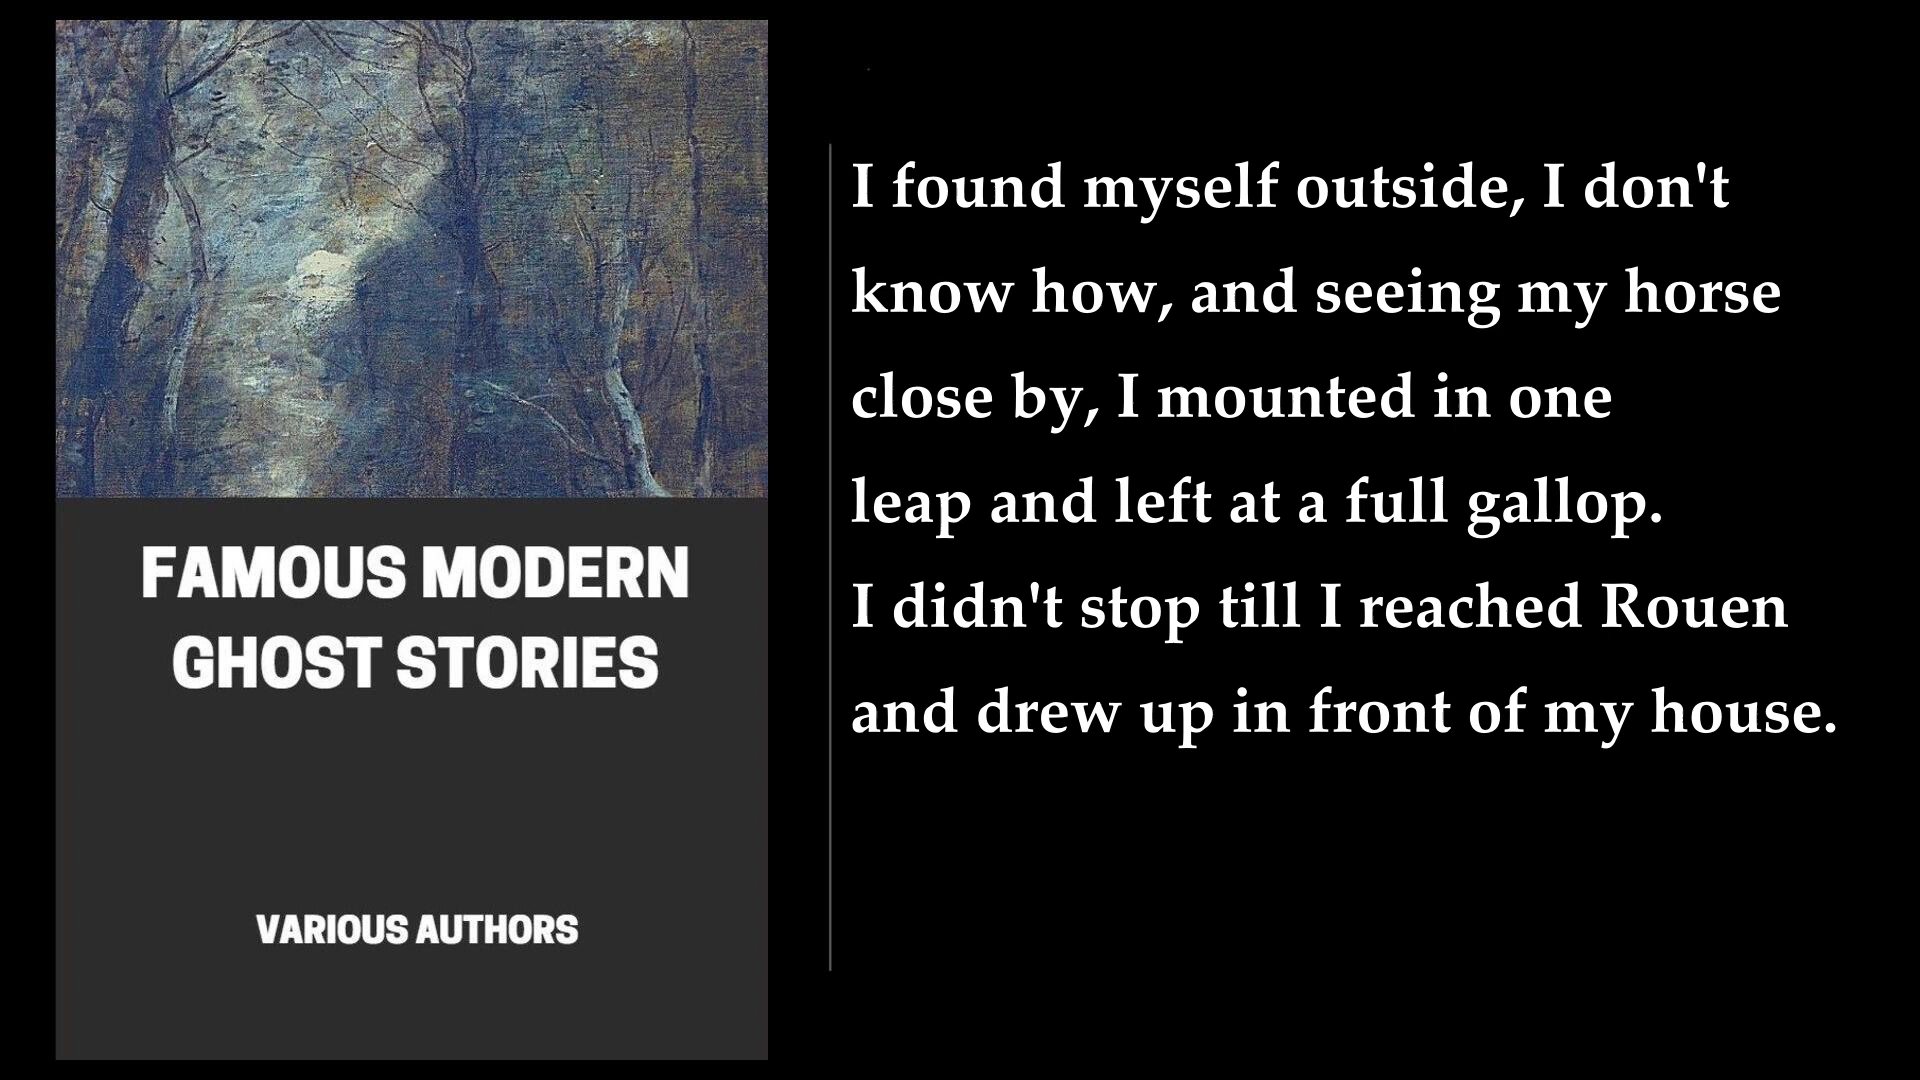 FAMOUS MODERN
GHOST STORIES
VARIOUS AUTHORS
I found myself outside, I don't
know how, and seeing my horse
close by, I mounted in one
leap and left at a full gallop.
I didn't stop till I reached Rouen
and drew up in front of my house.